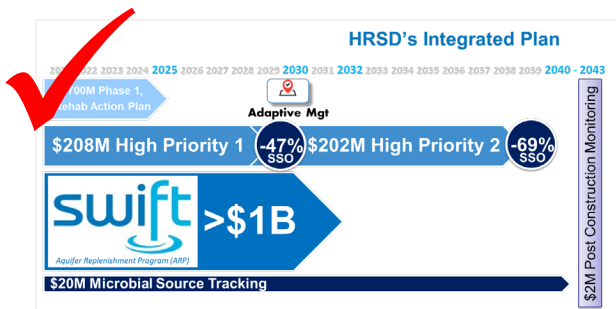 HRSD's Integrated Plan
2022 2023 2024 2025 2026 2027 2028 2029 2030 2031 2032 2033 2034 2035 2036 2037 2038 2039 2040 - 2043
700M Phase 1,
Rehab Action Plan
Adaptive Mgt
$208M High Priority 1
-47%
SSO
$202M High Priority 2
-69%
SSO
swift
Aquifer Replenishment Program (ARP)
>$1B
$20M Microbial Source Tracking
$2M Post Construction Monitoring